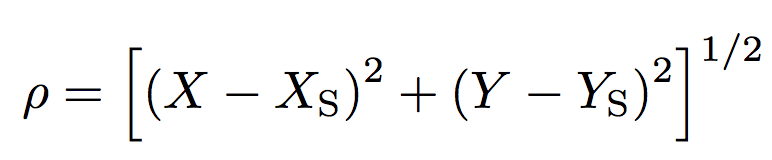 ρ = [(X − X_S)^2 + (Y − Y_S)^2]^{1/2}